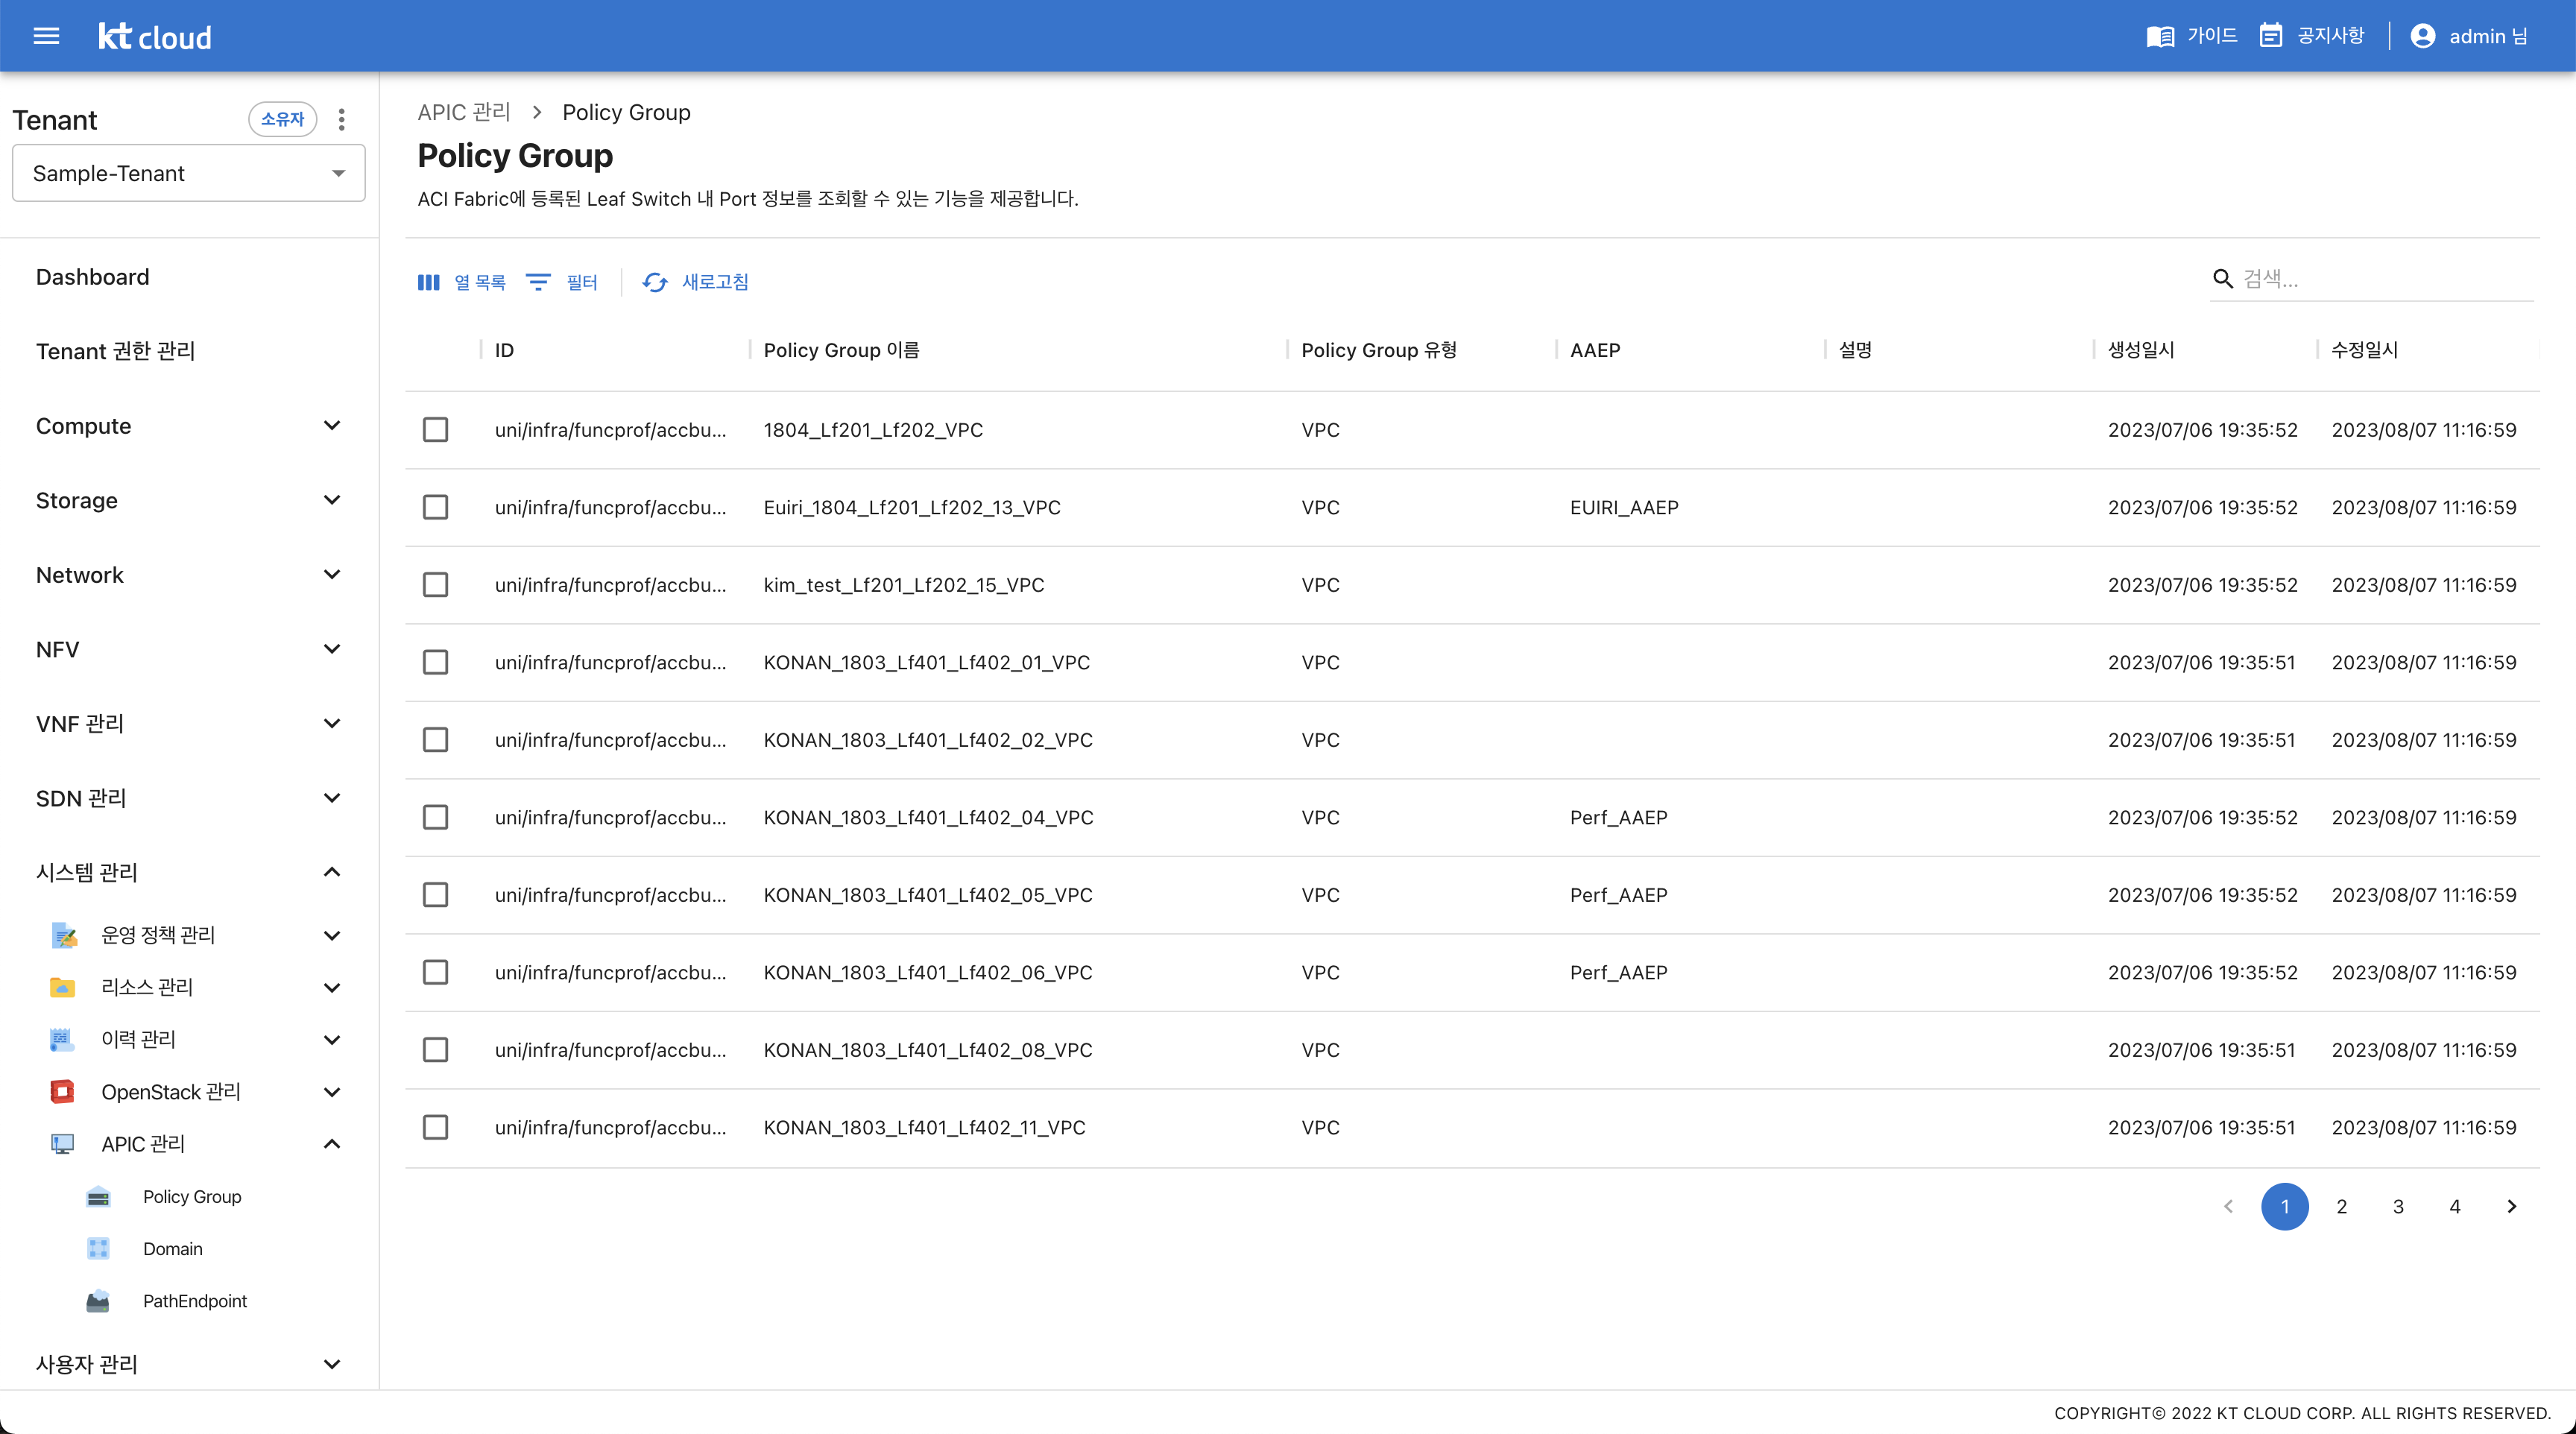 kt cloud
가이드
공지사항
admin 님
Tenant
소유자
Sample-Tenant
Dashboard
Tenant 권한 관리
Compute
Storage
Network
NFV
VNF 관리
SDN 관리
시스템 관리
운영 정책 관리
리소스 관리
이력 관리
OpenStack 관리
APIC 관리
Policy Group
Domain
PathEndpoint
사용자 관리
APIC 관리 > Policy Group
Policy Group
ACI Fabric에 등록된 Leaf Switch 내 Port 정보를 조회할 수 있는 기능을 제공합니다.
열 목록 필터 새로고침
검색...
ID Policy Group 이름 Policy Group 유형 AAEP 설명 생성일시 수정일시
uni/infra/funcprof/accbu... 1804_Lf201_Lf202_VPC VPC 2023/07/06 19:35:52 2023/08/07 11:16:59
uni/infra/funcprof/accbu... Euiri_1804_Lf201_Lf202_13_VPC VPC EUIRI_AAEP 2023/07/06 19:35:52 2023/08/07 11:16:59
uni/infra/funcprof/accbu... kim_test_Lf201_Lf202_15_VPC VPC 2023/07/06 19:35:52 2023/08/07 11:16:59
uni/infra/funcprof/accbu... KONAN_1803_Lf401_Lf402_01_VPC VPC 2023/07/06 19:35:51 2023/08/07 11:16:59
uni/infra/funcprof/accbu... KONAN_1803_Lf401_Lf402_02_VPC VPC 2023/07/06 19:35:51 2023/08/07 11:16:59
uni/infra/funcprof/accbu... KONAN_1803_Lf401_Lf402_04_VPC VPC Perf_AAEP 2023/07/06 19:35:52 2023/08/07 11:16:59
uni/infra/funcprof/accbu... KONAN_1803_Lf401_Lf402_05_VPC VPC Perf_AAEP 2023/07/06 19:35:52 2023/08/07 11:16:59
uni/infra/funcprof/accbu... KONAN_1803_Lf401_Lf402_06_VPC VPC Perf_AAEP 2023/07/06 19:35:52 2023/08/07 11:16:59
uni/infra/funcprof/accbu... KONAN_1803_Lf401_Lf402_08_VPC VPC 2023/07/06 19:35:51 2023/08/07 11:16:59
uni/infra/funcprof/accbu... KONAN_1803_Lf401_Lf402_11_VPC VPC 2023/07/06 19:35:51 2023/08/07 11:16:59
1 2 3 4
COPYRIGHT© 2022 KT CLOUD CORP. ALL RIGHTS RESERVED.